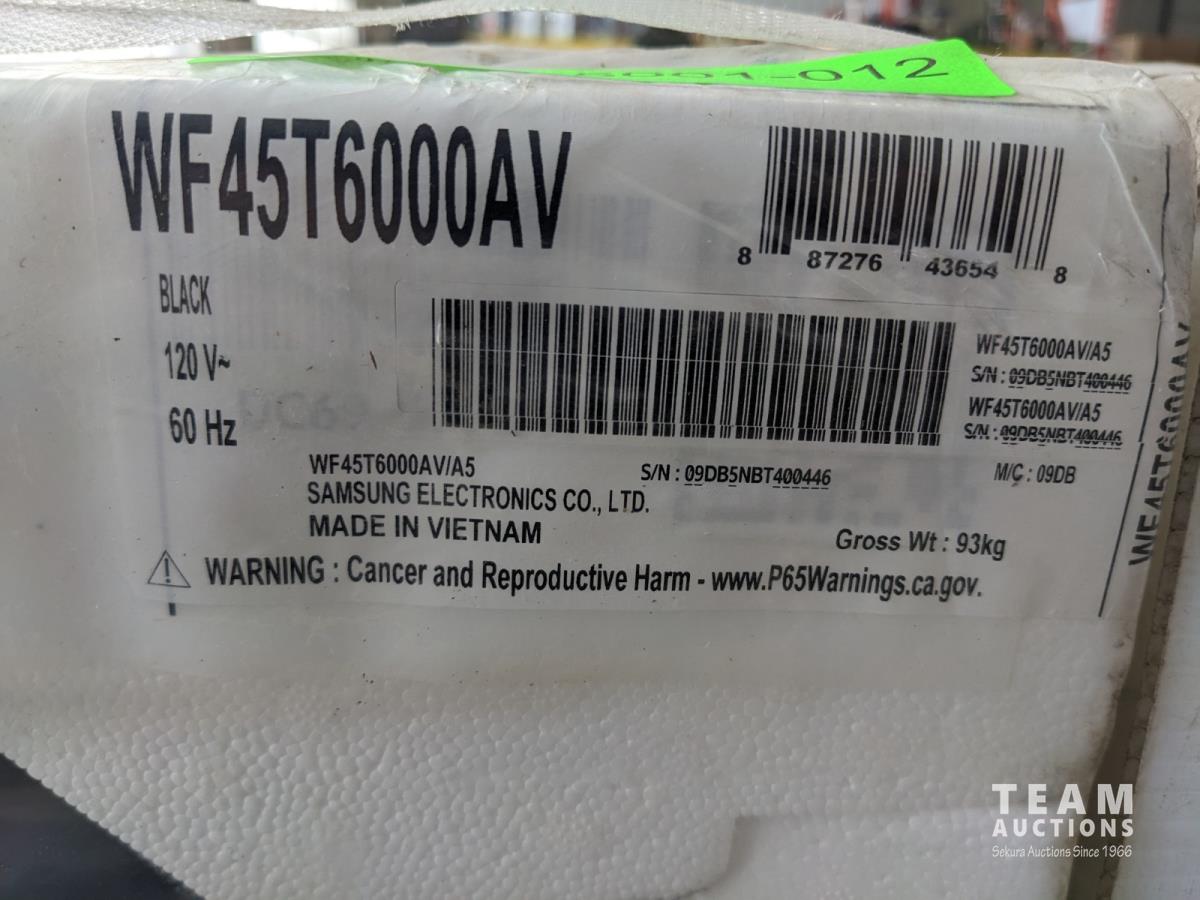 012
WF45T6000AV
8 87276 43654 8
BLACK
120 V~
60 Hz
WF45T6000AV/A5
S/N : 09DB5NBT400446
WF45T6000AV/A5
S/N : 09DB5NBT400446
WF45T6000AV/A5 S/N : 09DB5NBT400446 M/C : 09DB
SAMSUNG ELECTRONICS CO., LTD.
MADE IN VIETNAM
Gross Wt : 93kg
WARNING : Cancer and Reproductive Harm - www.P65Warnings.ca.gov.
WF45T6000AV
TEAM
AUCTIONS
Sekura Auctions Since 1966